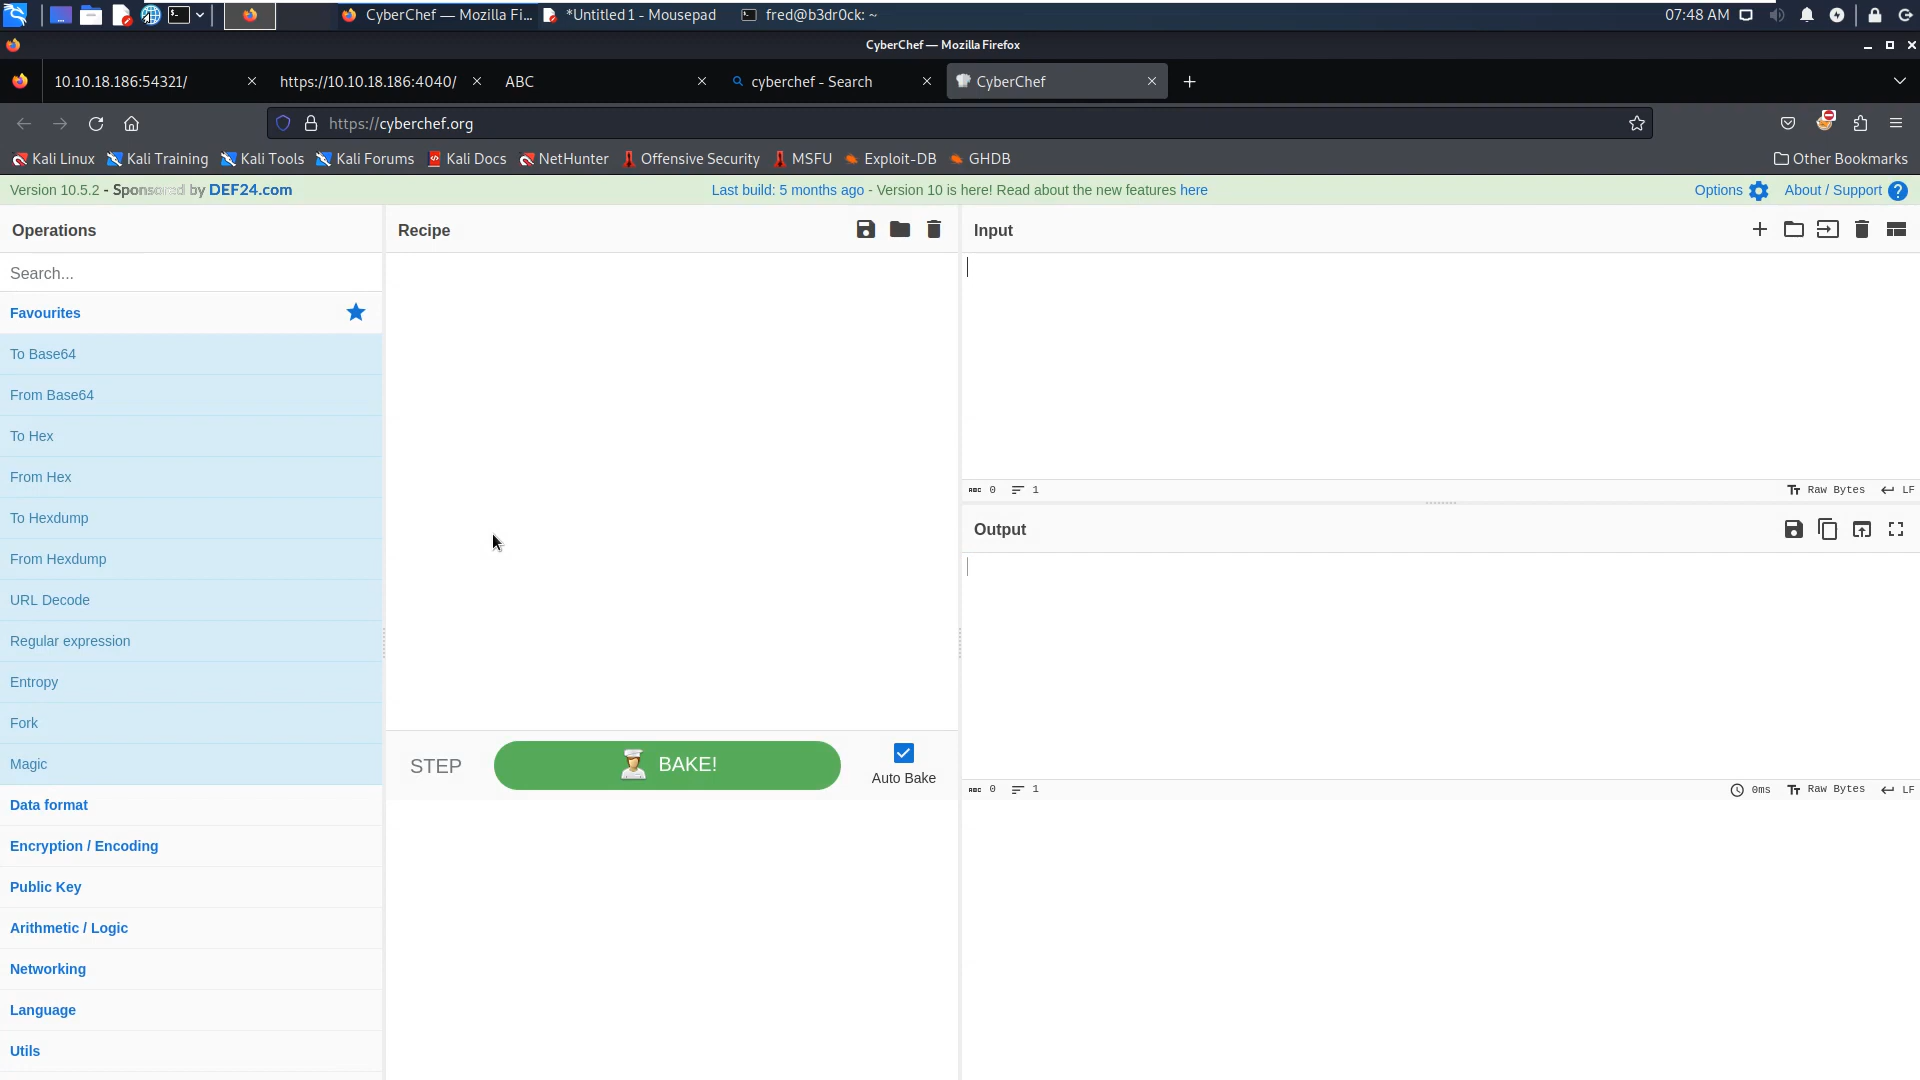 CyberChef — Mozilla Fi...
*Untitled 1 - Mousepad
fred@b3dr0ck: ~
07:48 AM
CyberChef — Mozilla Firefox
10.10.18.186:54321/
https://10.10.18.186:4040/
ABC
cyberchef - Search
CyberChef
https://cyberchef.org
Kali Linux
Kali Training
Kali Tools
Kali Forums
Kali Docs
NetHunter
Offensive Security
MSFU
Exploit-DB
GHDB
Other Bookmarks
Version 10.5.2 - Sponsored by DEF24.com
Last build: 5 months ago - Version 10 is here! Read about the new features here
Options
About / Support
Operations
Recipe
Input
Search...
Favourites
To Base64
From Base64
To Hex
From Hex
To Hexdump
From Hexdump
URL Decode
Regular expression
Entropy
Fork
Magic
Data format
Encryption / Encoding
Public Key
Arithmetic / Logic
Networking
Language
Utils
STEP
BAKE!
Auto Bake
ABC 0
1
Raw Bytes
LF
Output
ABC 0
1
0ms
Raw Bytes
LF